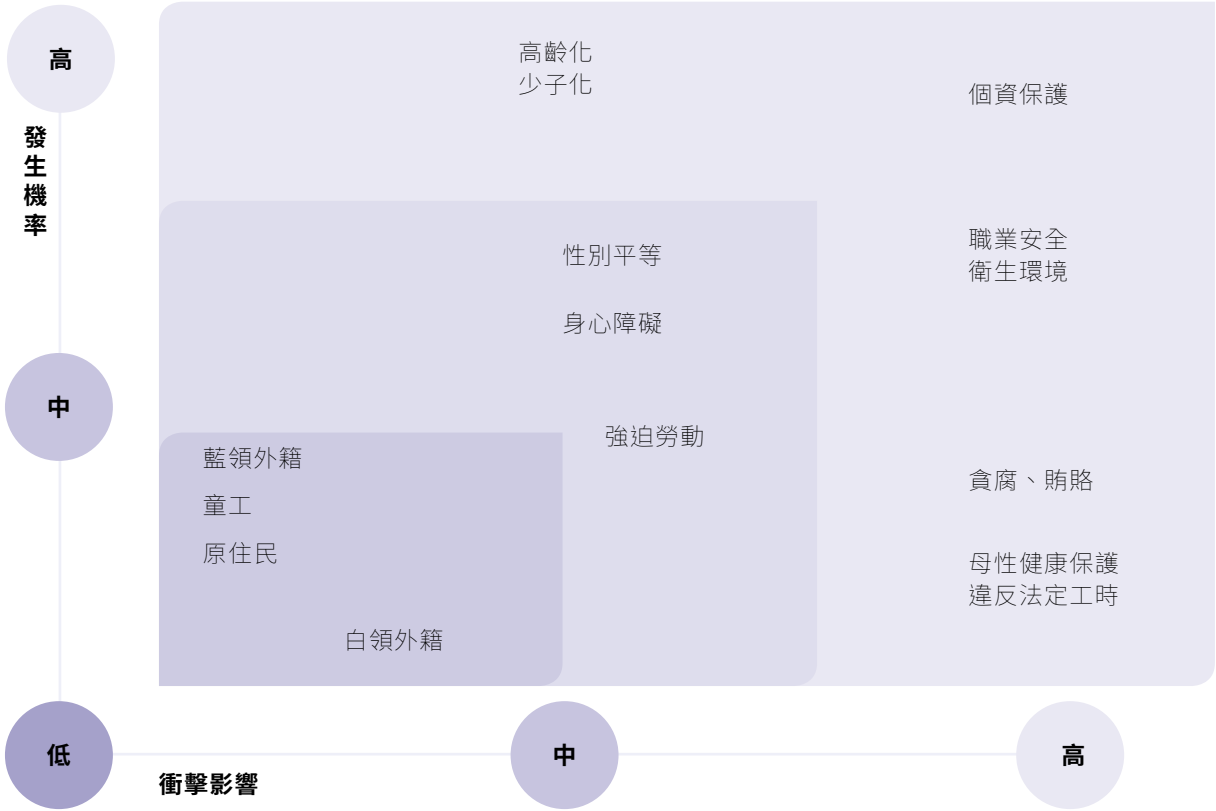 高
發生機率
高齡化
少子化
個資保護
性別平等
職業安全
衛生環境
身心障礙
中
強迫勞動
藍領外籍
童工
原住民
貪腐、賄賂
母性健康保護
違反法定工時
白領外籍
低
中
高
衝擊影響